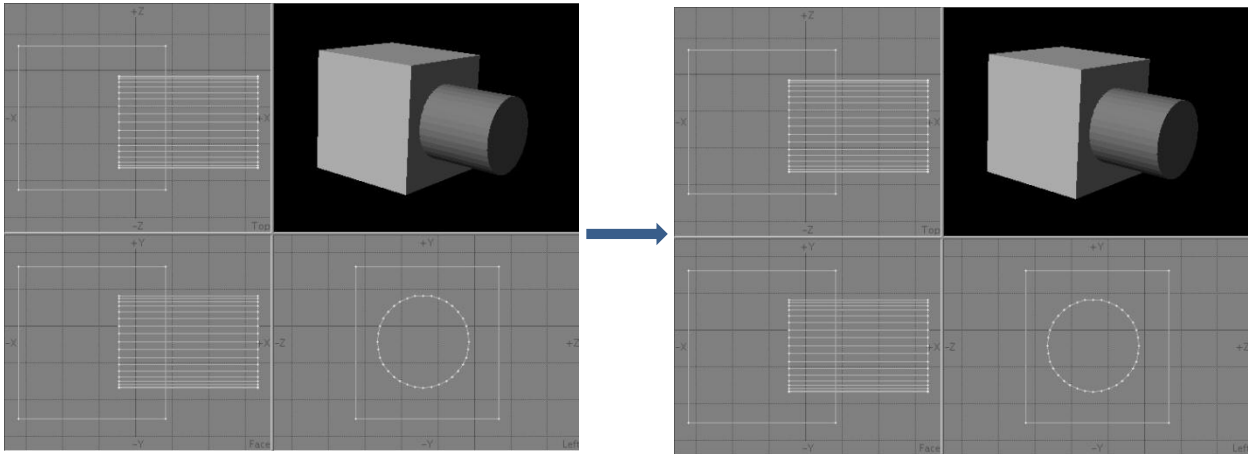 +Z
-X
+X
-Z
Top
+Y
-X
+X
-Y
Face
+Y
-Z
+Z
-Y
Left
+Z
-X
+X
-Z
Top
+Y
-X
+X
-Y
Face
+Y
-Z
+Z
-Y
Left